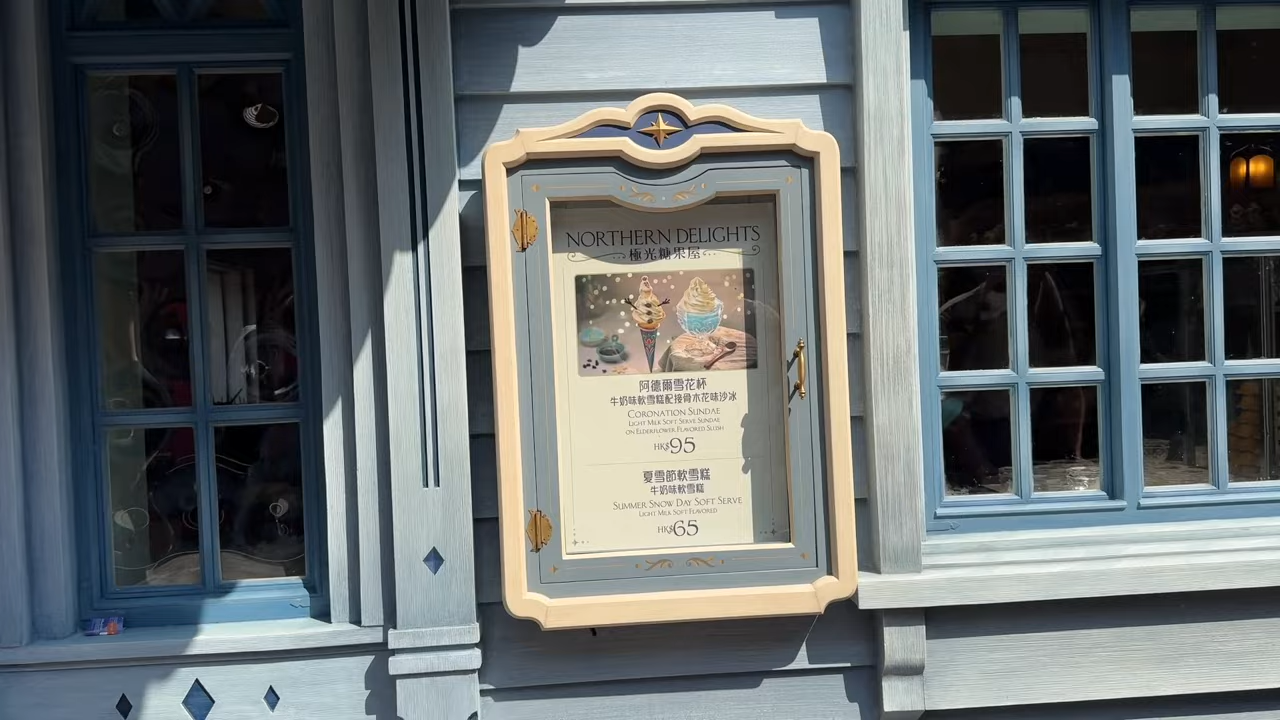 NORTHERN DELIGHTS
極光糖果屋
阿德爾雪花杯
牛奶味軟雪糕配接骨木花味沙冰
CORONATION SUNDAE
LIGHT MILK SOFT SERVE SUNDAE
ON ELDERFLOWER FLAVORED SLUSH
HK$95
夏雪節軟雪糕
牛奶味軟雪糕
SUMMER SNOW DAY SOFT SERVE
LIGHT MILK SOFT FLAVORED
HK$65